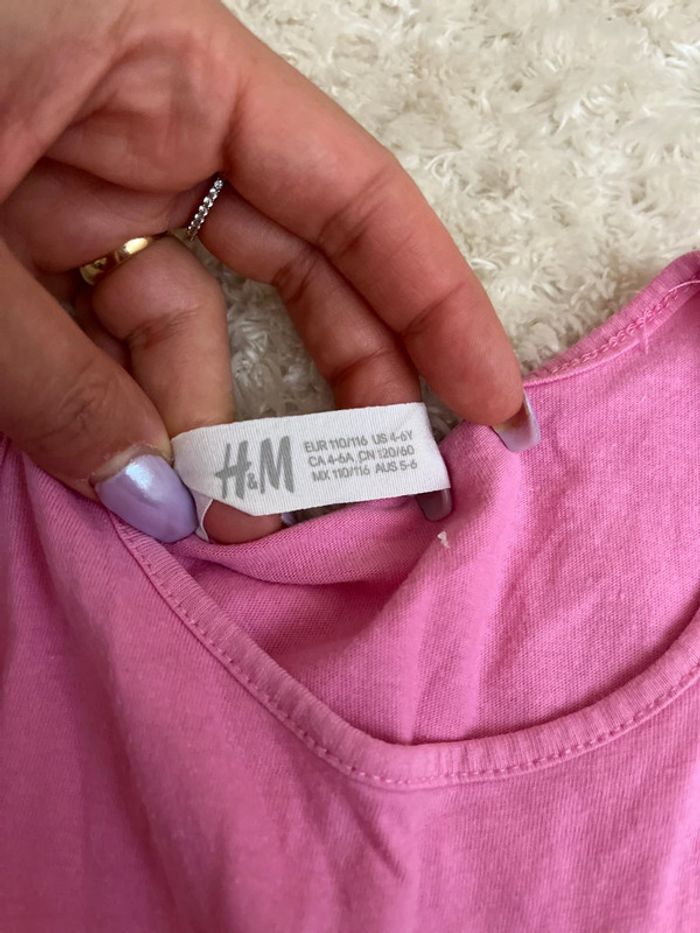 H&M
EUR 110/116 US 4-6Y
CA 4-6A CN 120/60
MX 110/116 AUS 5-6